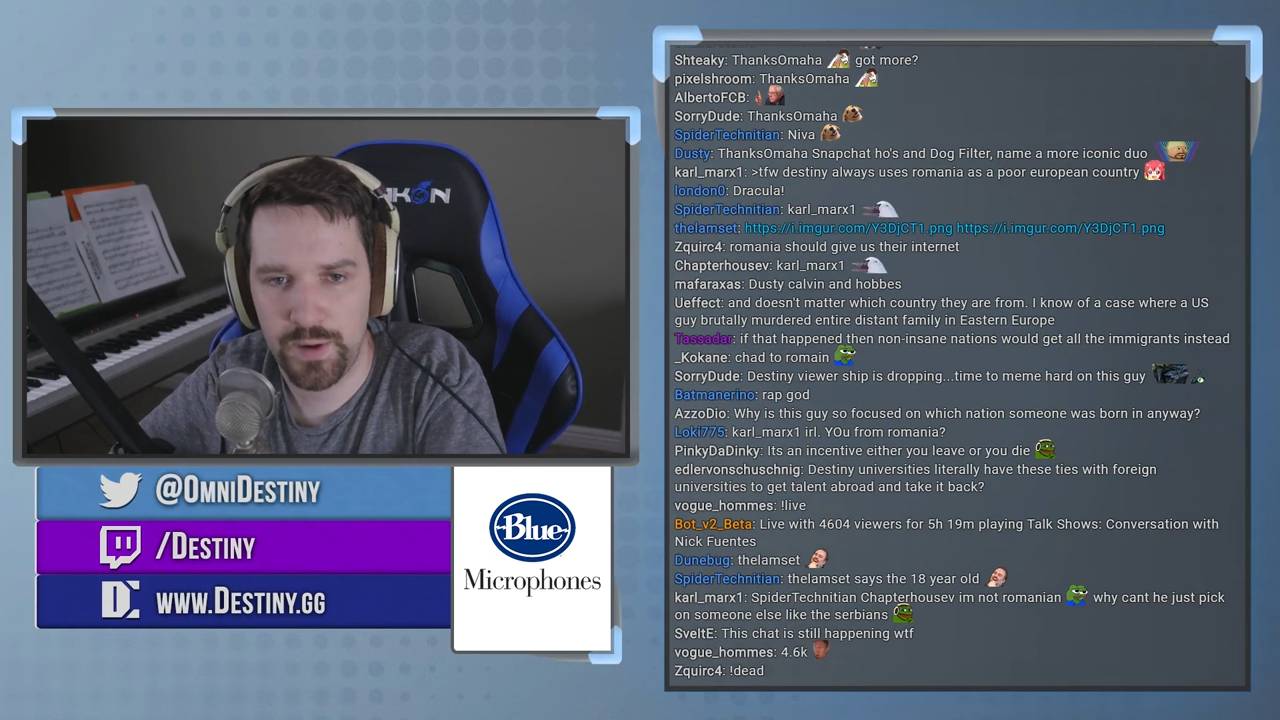 @OmniDestiny
/Destiny
www.Destiny.gg
Blue
Microphones
Shteaky: ThanksOmaha got more?
pixelshroom: ThanksOmaha
AlbertoFCB:
SorryDude: ThanksOmaha
SpiderTechnitian: Niva
Dusty: ThanksOmaha Snapchat ho's and Dog Filter, name a more iconic duo
karl_marx1: >tfw destiny always uses romania as a poor european country
london0: Dracula!
SpiderTechnitian: karl_marx1
thelamset: https://i.imgur.com/Y3DjCT1.png https://i.imgur.com/Y3DjCT1.png
Zquirc4: romania should give us their internet
Chapterhousev: karl_marx1
mafaraxas: Dusty calvin and hobbes
Ueffect: and doesn't matter which country they are from. I know of a case where a US
guy brutally murdered entire distant family in Eastern Europe
Tassadar: if that happened then non-insane nations would get all the immigrants instead
_Kokane: chad to romain
SorryDude: Destiny viewer ship is dropping...time to meme hard on this guy
Batmanerino: rap god
AzzoDio: Why is this guy so focused on which nation someone was born in anyway?
Loki775: karl_marx1 irl. YOu from romania?
PinkyDaDinky: Its an incentive either you leave or you die
edlervonschuschnig: Destiny universities literally have these ties with foreign
universities to get talent abroad and take it back?
vogue_hommes: !live
Bot_v2_Beta: Live with 4604 viewers for 5h 19m playing Talk Shows: Conversation with
Nick Fuentes
Dunebug: thelamset
SpiderTechnitian: thelamset says the 18 year old
karl_marx1: SpiderTechnitian Chapterhousev im not romanian why cant he just pick
on someone else like the serbians
SveltE: This chat is still happening wtf
vogue_hommes: 4.6k
Zquirc4: !dead